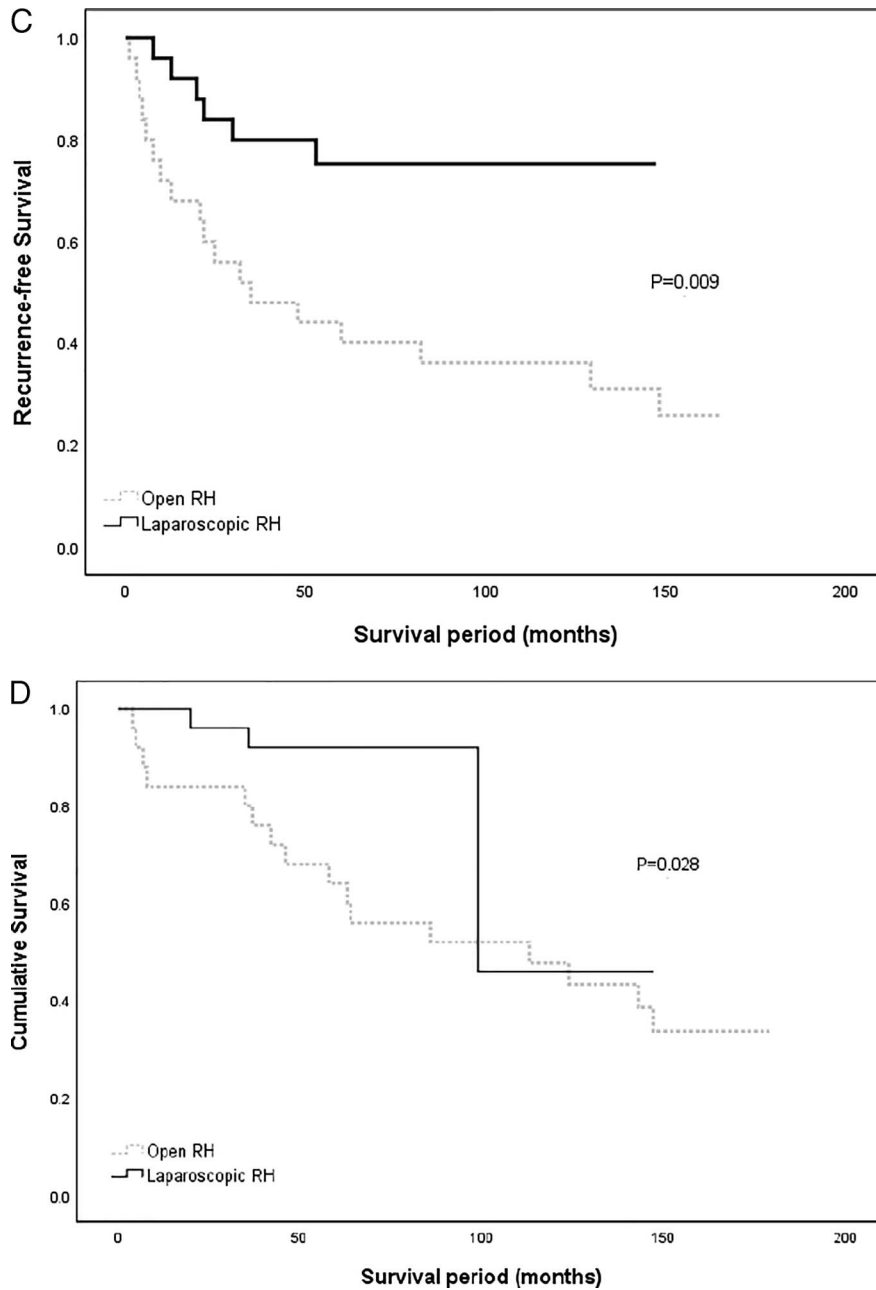 C
1.0
0.8
0.6
0.4
0.2
0.0
Recurrence-free Survival
P=0.009
Open RH
Laparoscopic RH
0 50 100 150 200
Survival period (months)
D
1.0
0.8
0.6
0.4
0.2
0.0
Cumulative Survival
P=0.028
Open RH
Laparoscopic RH
0 50 100 150 200
Survival period (months)